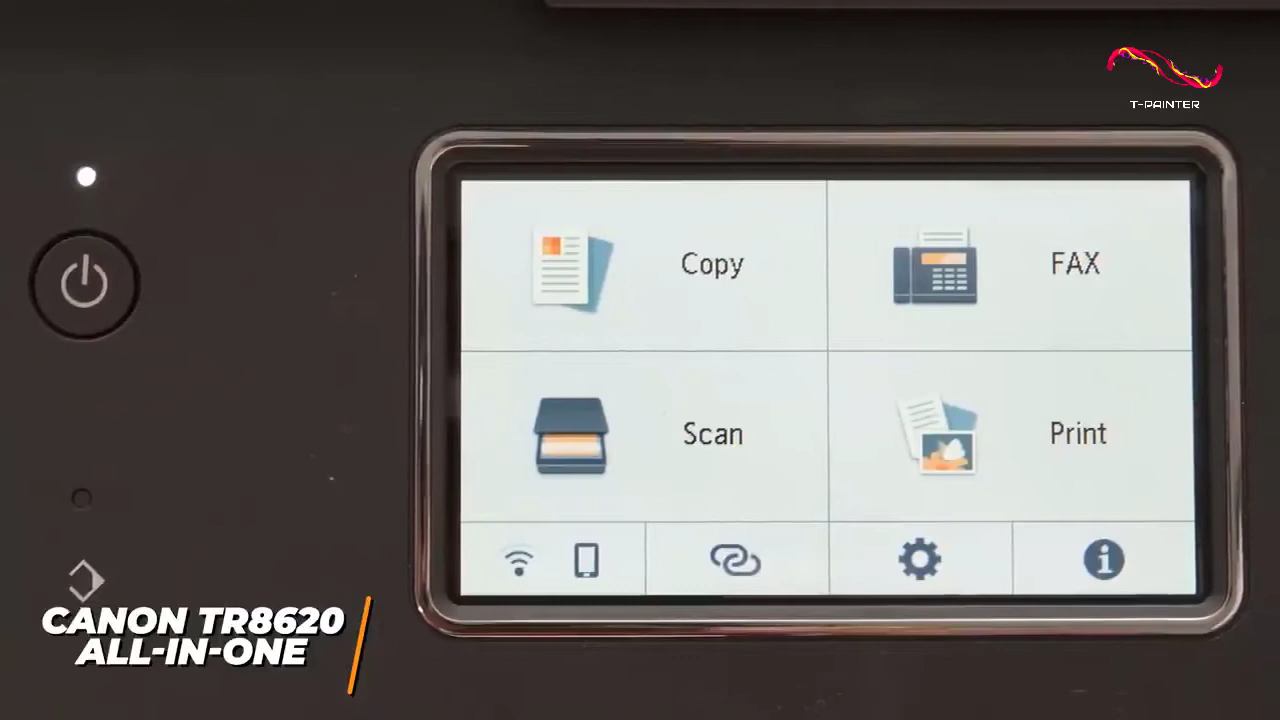 T-PAINTER
Copy
FAX
Scan
Print
CANON TR8620
ALL-IN-ONE